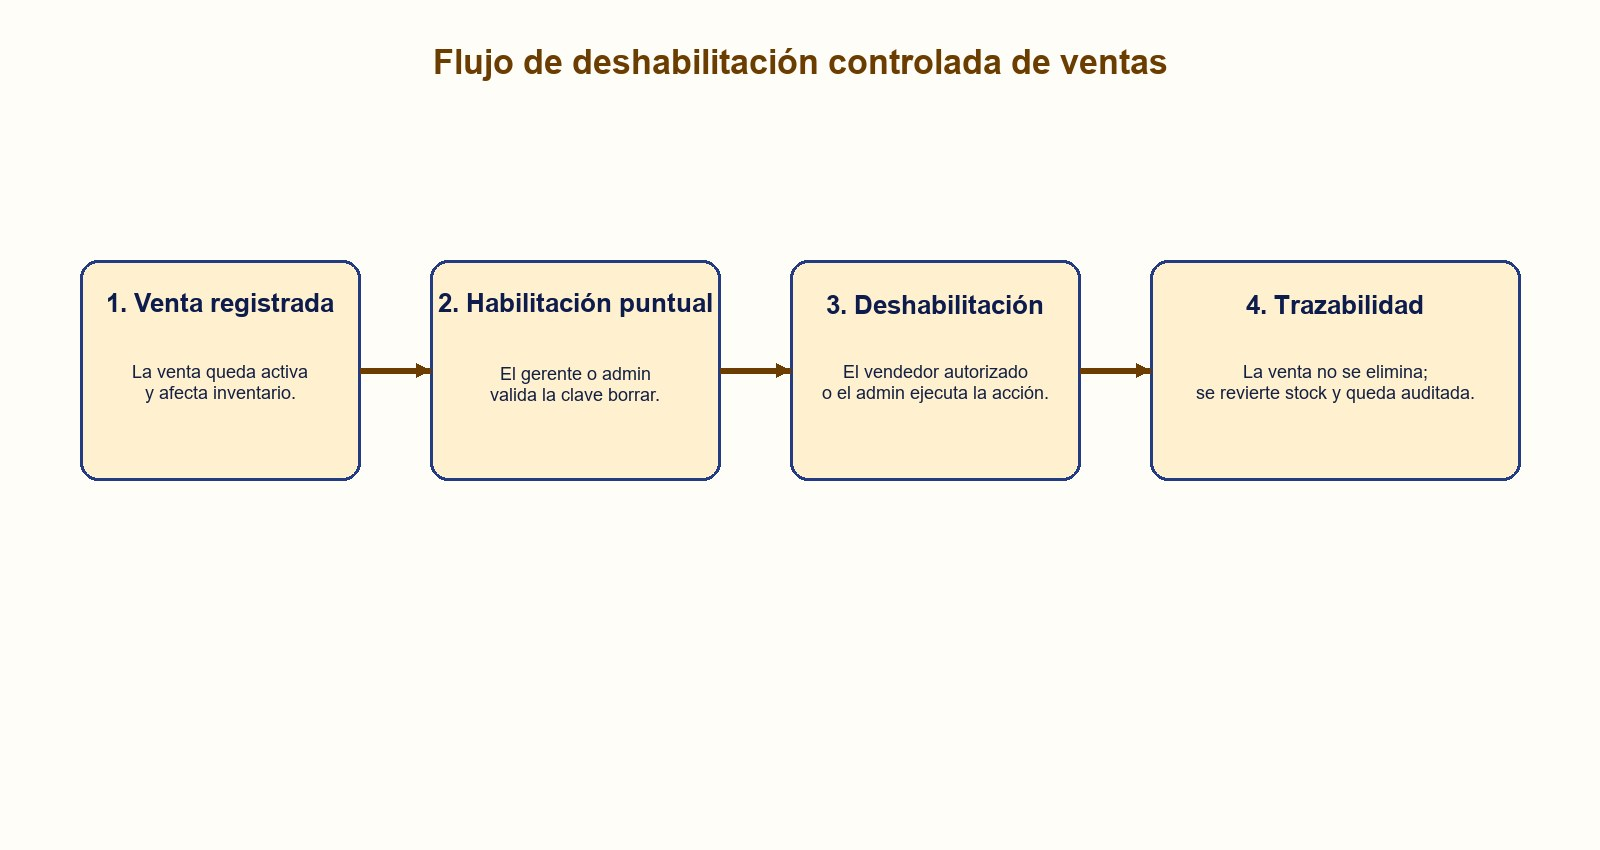 Flujo de deshabilitación controlada de ventas
1. Venta registrada
La venta queda activa
y afecta inventario.
2. Habilitación puntual
El gerente o admin
valida la clave borrar.
3. Deshabilitación
El vendedor autorizado
o el admin ejecuta la acción.
4. Trazabilidad
La venta no se elimina;
se revierte stock y queda auditada.